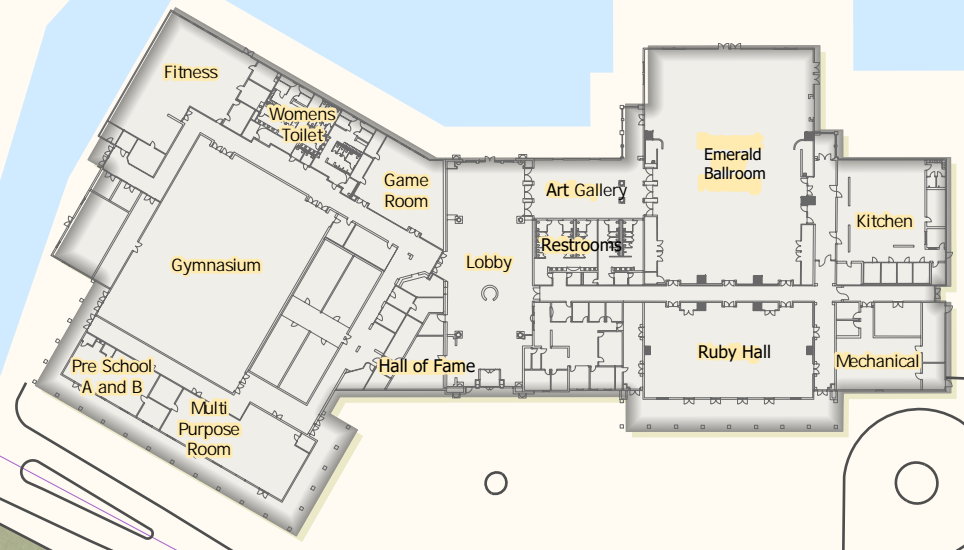 Fitness
Womens
Toilet
Game
Room
Gymnasium
Pre School
A and B
Multi
Purpose
Room
Hall of Fame
Lobby
Art Gallery
Restrooms
Emerald
Ballroom
Ruby Hall
Kitchen
Mechanical